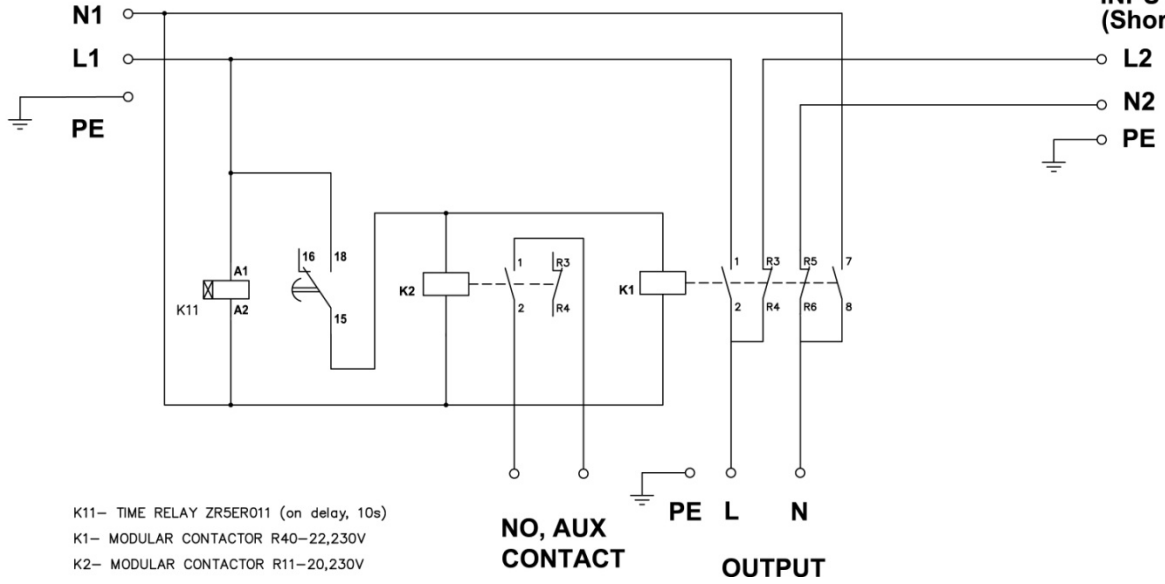 N1
INPU
(Shor
L1
L2
N2
PE
PE
16
18
A1
K11
A2
15
K2
1
R3
2
R4
K1
1
R3
R5
7
2
R4
R6
8
PE
L
N
NO, AUX
CONTACT
OUTPUT
K11– TIME RELAY ZR5ER011 (on delay, 10s)
K1– MODULAR CONTACTOR R40–22,230V
K2– MODULAR CONTACTOR R11–20,230V